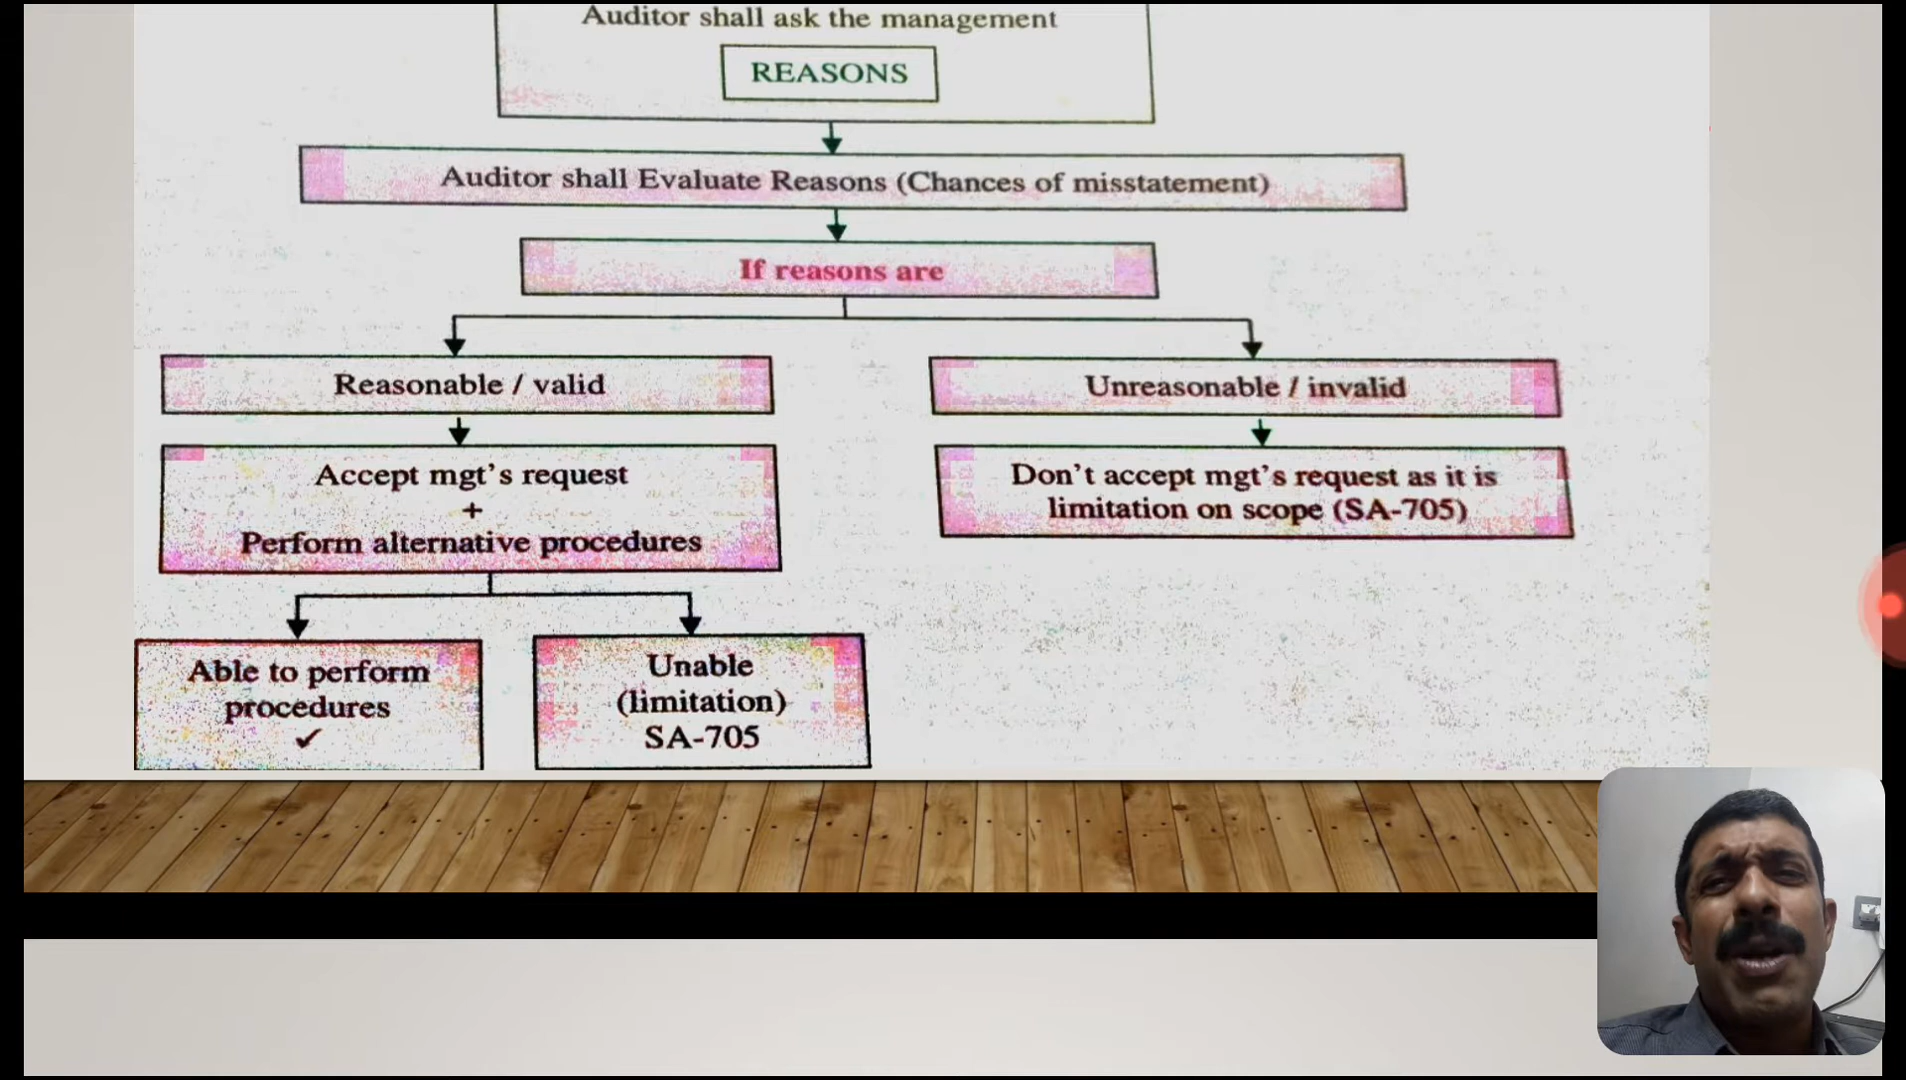 Auditor shall ask the management
REASONS
Auditor shall Evaluate Reasons (Chances of misstatement)
If reasons are
Reasonable / valid
Unreasonable / invalid
Accept mgt's request
+
Perform alternative procedures
Don't accept mgt's request as it is
limitation on scope (SA-705)
Able to perform
procedures
✓
Unable
(limitation)
SA-705